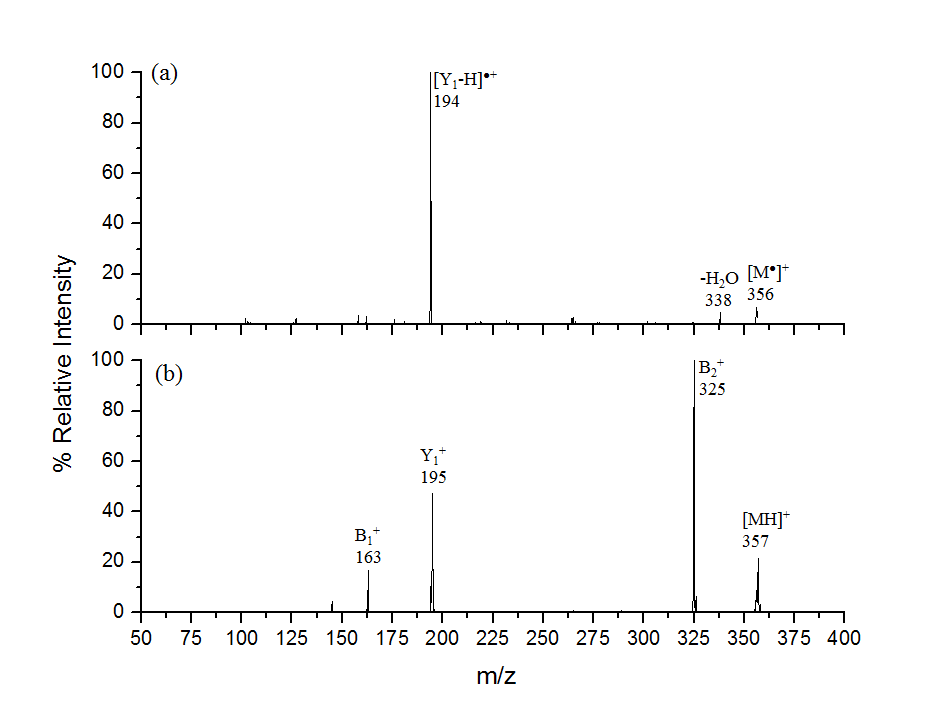 (a)
[Y₁-H]•⁺
194
-H₂O
338
[M•]⁺
356
100
80
60
40
20
0
% Relative Intensity
(b)
B₂⁺
325
Y₁⁺
195
B₁⁺
163
[MH]⁺
357
100
80
60
40
20
0
50 75 100 125 150 175 200 225 250 275 300 325 350 375 400
m/z